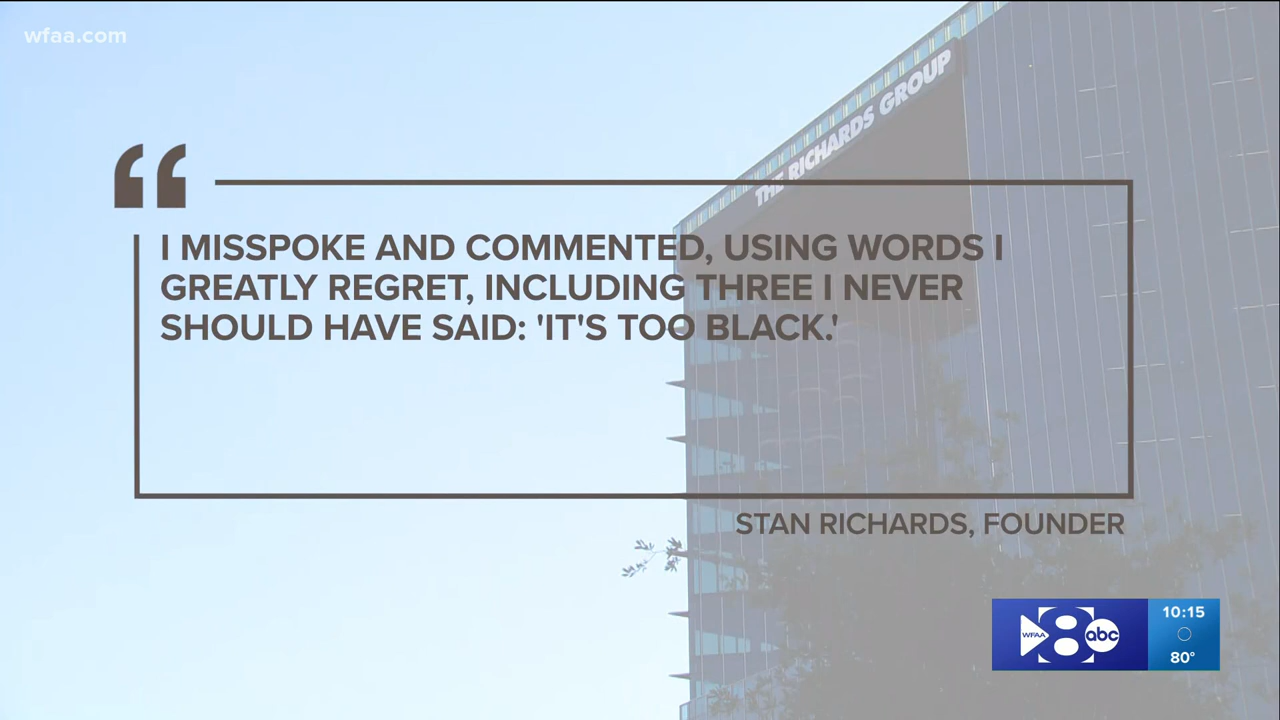 wfaa.com
THE RICHARDS GROUP
“
I MISSPOKE AND COMMENTED, USING WORDS I
GREATLY REGRET, INCLUDING THREE I NEVER
SHOULD HAVE SAID: 'IT'S TOO BLACK.'
STAN RICHARDS, FOUNDER
WFAA 8 abc
10:15
80°